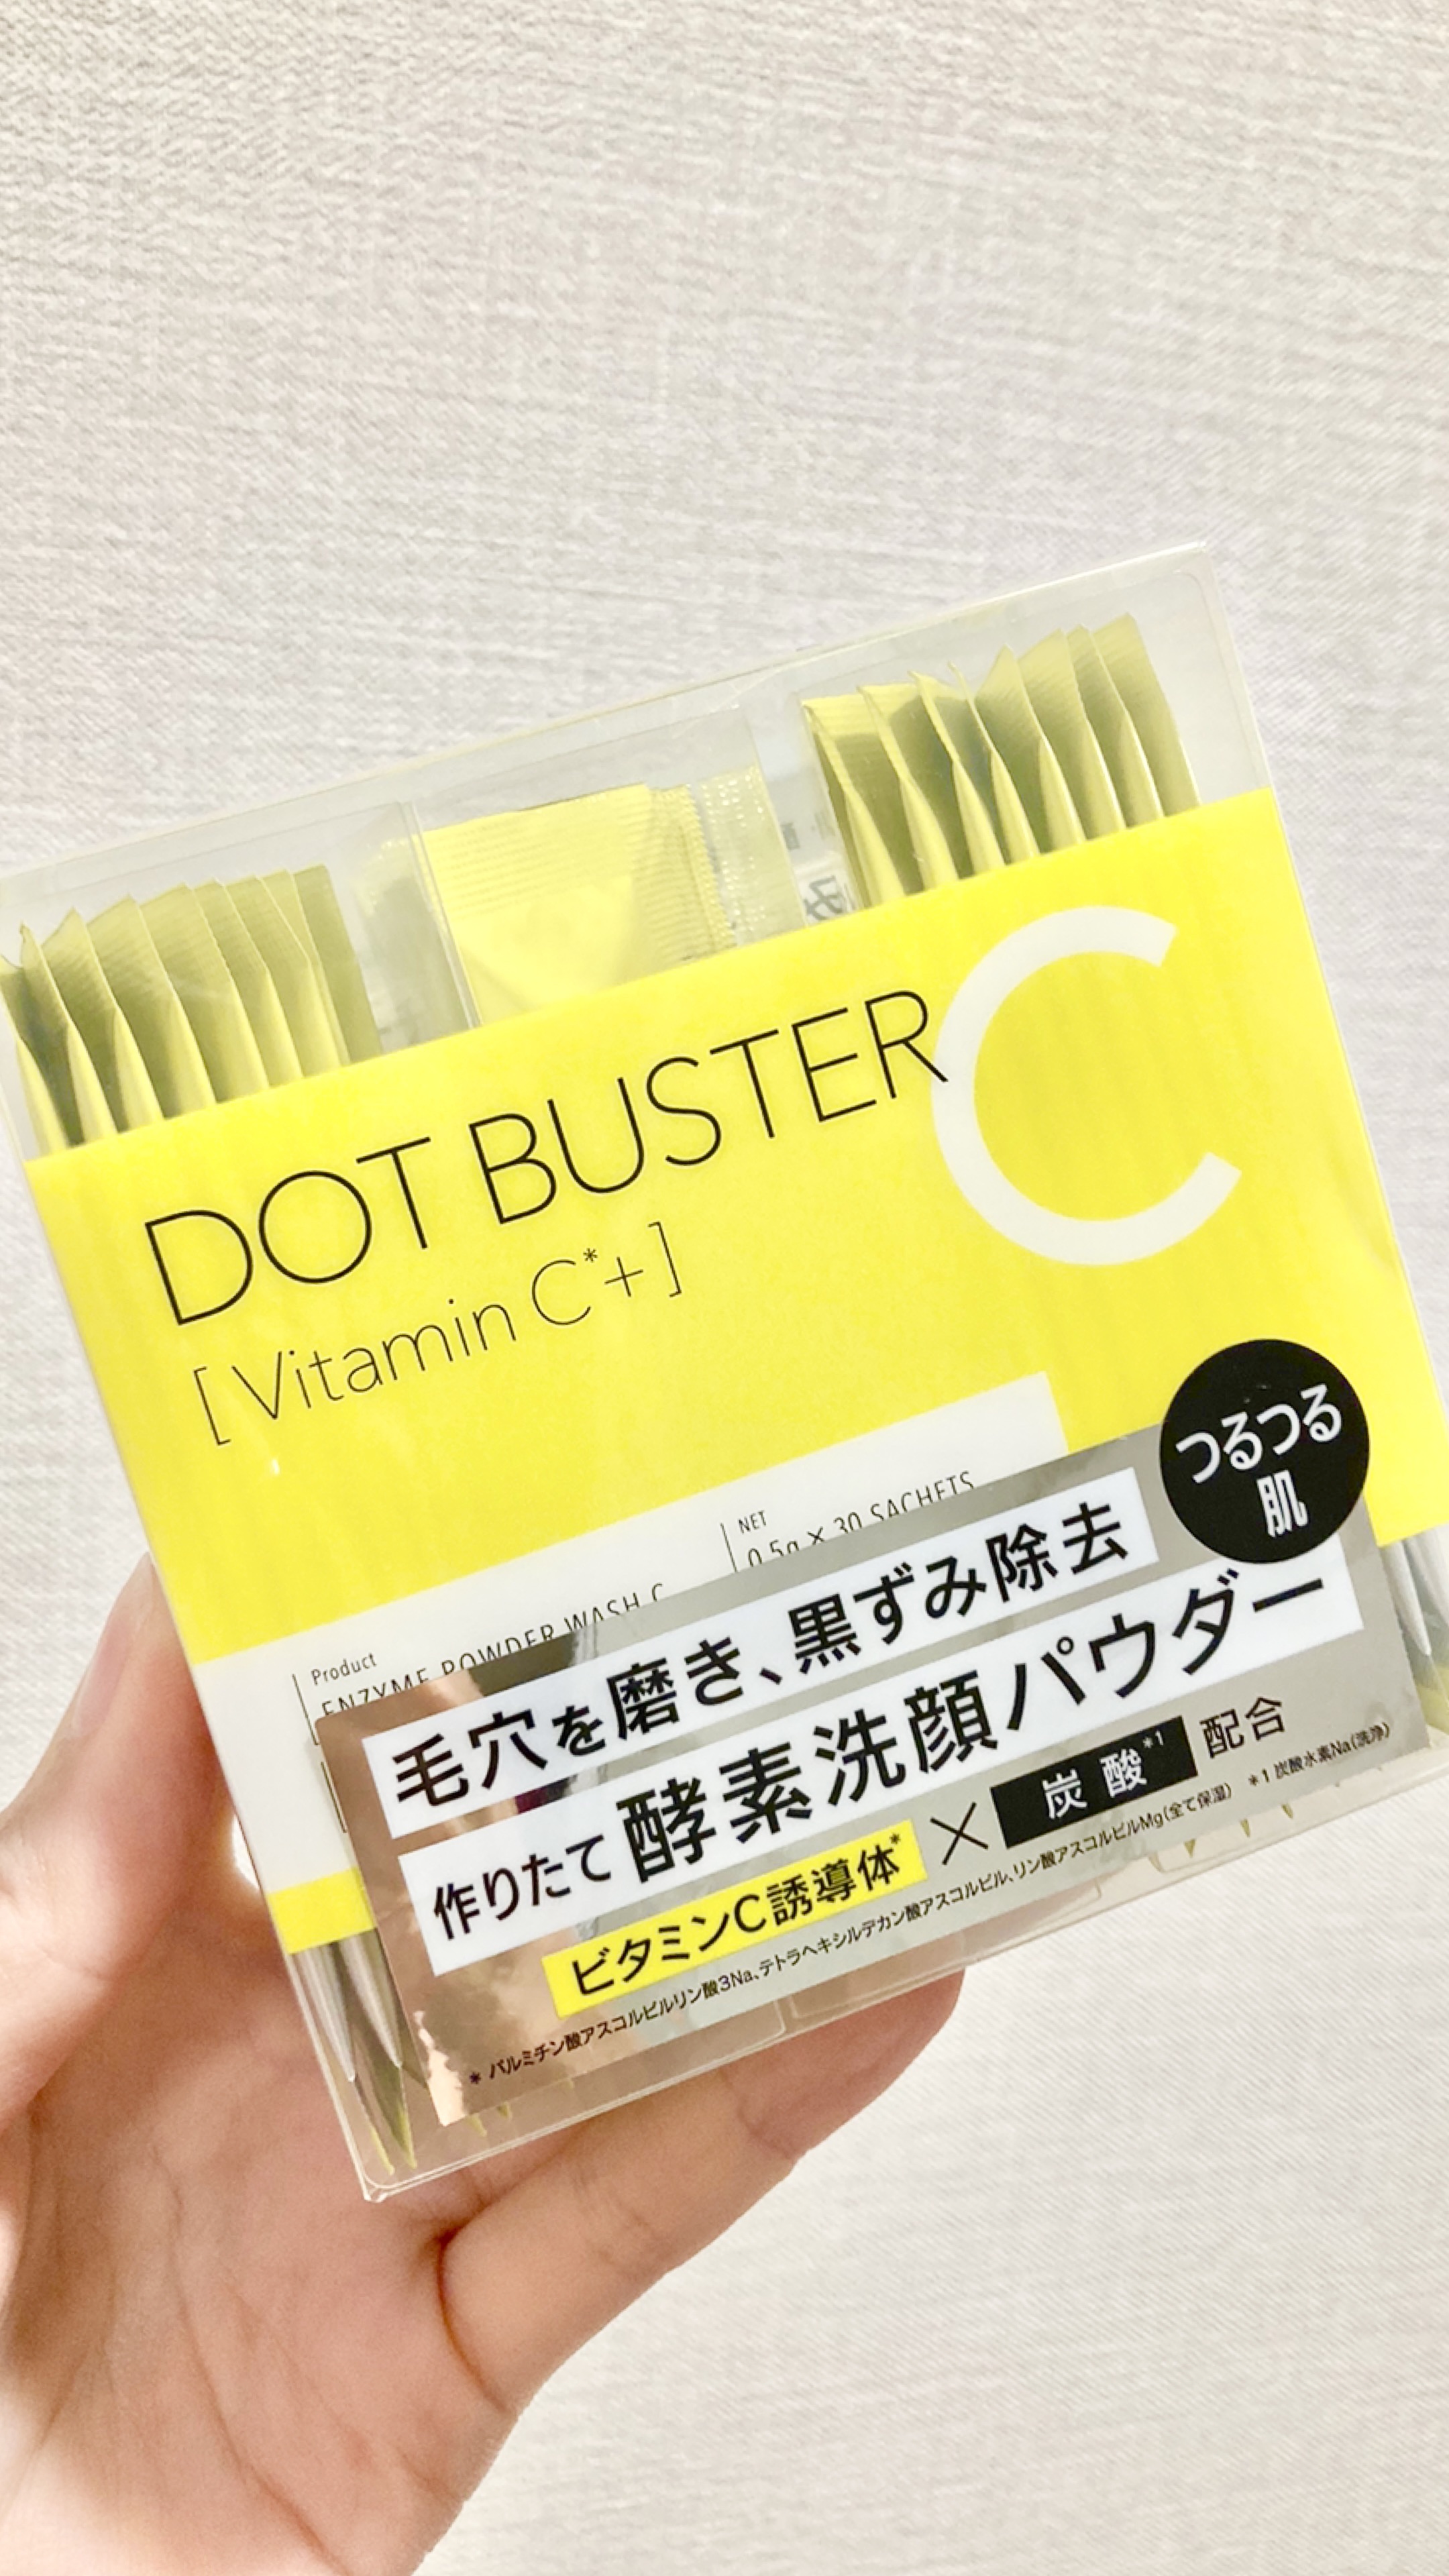 DOT BUSTER C
[Vitamin C*+]
NET
0.5g × 30 SACHETS
Product
ENZYME POWDER WASH C
つるつる
肌
毛穴を磨き、黒ずみ除去
作りたて酵素洗顔パウダー
ビタミンC誘導体* × 炭酸*1 配合
* パルミチン酸アスコルビルリン酸3Na、テトラヘキシルデカン酸アスコルビル、リン酸アスコルビルMg(全て保湿) *1 炭酸水素Na(洗浄)